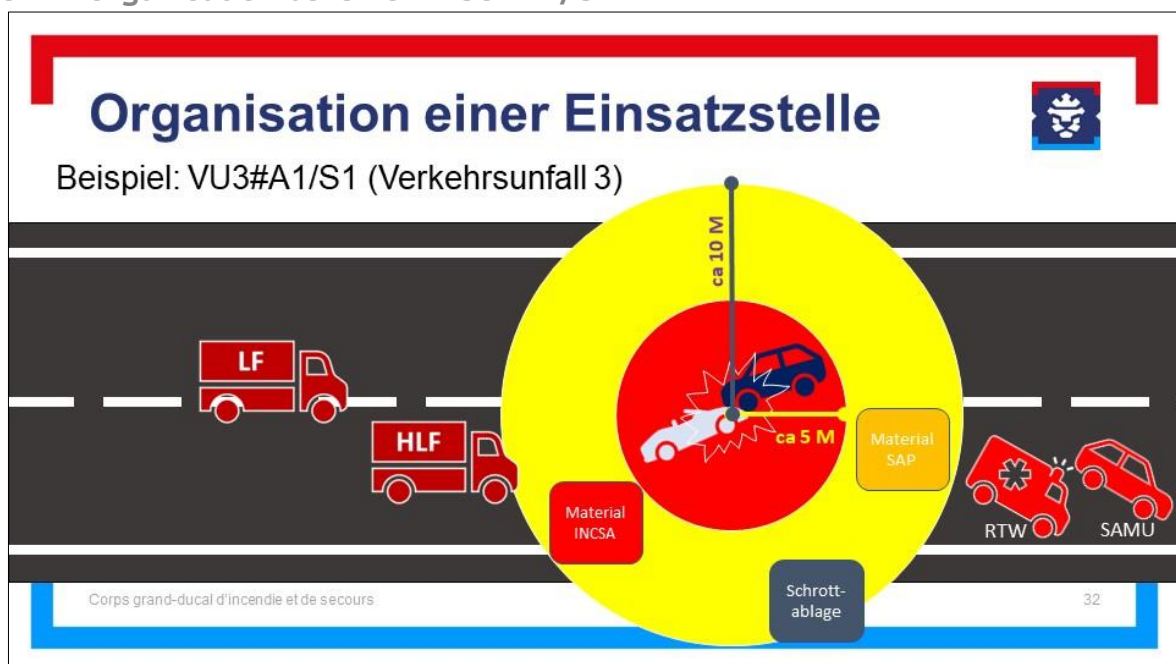 Organisation einer Einsatzstelle
Beispiel: VU3#A1/S1 (Verkehrsunfall 3)
ca 10 M
LF
HLF
ca 5 M
Material
SAP
Material
INCSA
RTW
SAMU
Schrott-
ablage
Corps grand-ducal d'incendie et de secours
32